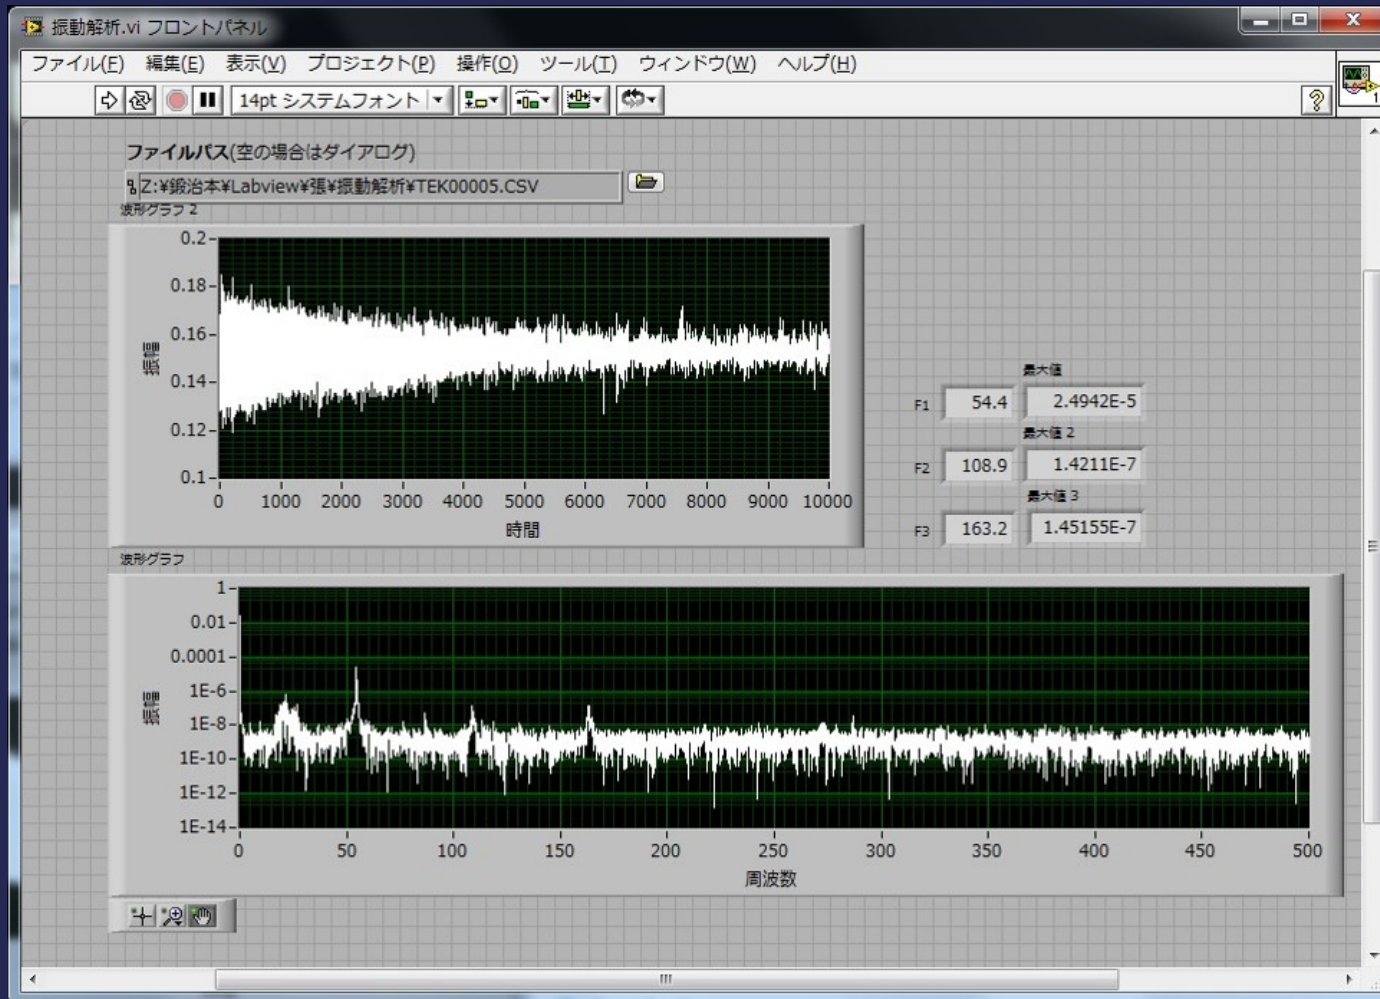 振動解析.vi フロントパネル
ファイル(F) 編集(E) 表示(V) プロジェクト(P) 操作(O) ツール(T) ウィンドウ(W) ヘルプ(H)
14pt システムフォント
?
1
ファイルパス(空の場合はダイアログ)
Z:¥鍛冶本¥Labview¥張¥振動解析¥TEK00005.CSV
波形グラフ 2
0.2
0.18
0.16
0.14
0.12
0.1
振幅
0 1000 2000 3000 4000 5000 6000 7000 8000 9000 10000
時間
最大値
F1 54.4 2.4942E-5
最大値 2
F2 108.9 1.4211E-7
最大値 3
F3 163.2 1.45155E-7
波形グラフ
1
0.01
0.0001
1E-6
1E-8
1E-10
1E-12
1E-14
振幅
0 50 100 150 200 250 300 350 400 450 500
周波数